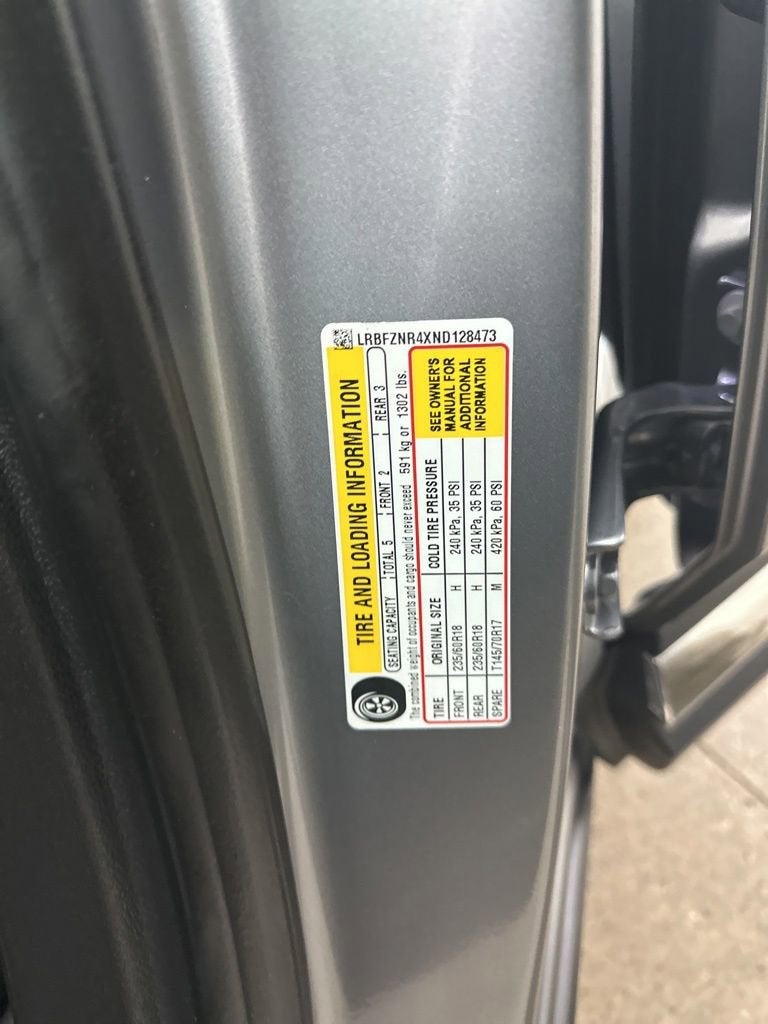 LRBFZNR4XND128473
TIRE AND LOADING INFORMATION
SEATING CAPACITY TOTAL 5 FRONT 2 REAR 3
The combined weight of occupants and cargo should never exceed 591 kg or 1302 lbs.
TIRE ORIGINAL SIZE COLD TIRE PRESSURE
FRONT 235/60R18 H 240 kPa, 35 PSI
REAR 235/60R18 H 240 kPa, 35 PSI
SPARE T145/70R17 M 420 kPa, 60 PSI
SEE OWNER'S
MANUAL FOR
ADDITIONAL
INFORMATION